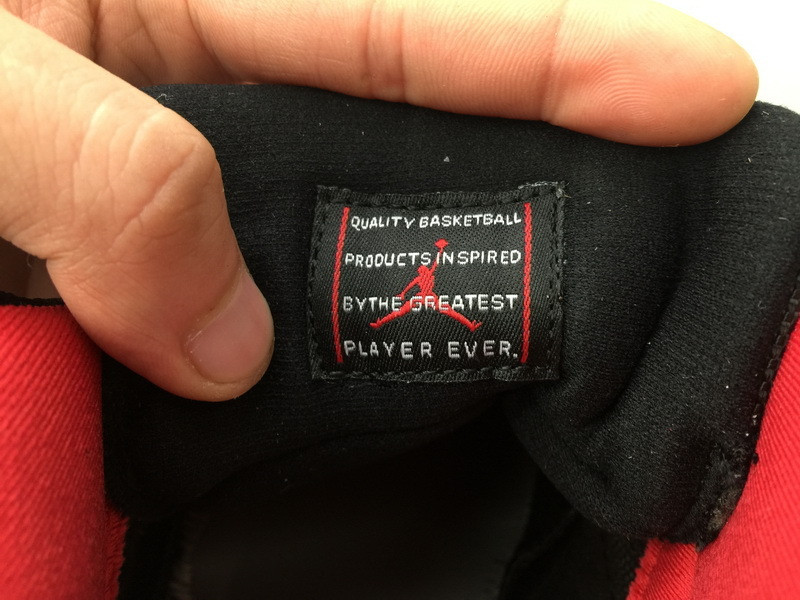 QUALITY BASKETBALL
PRODUCTS INSPIRED
BY THE GREATEST
PLAYER EVER.